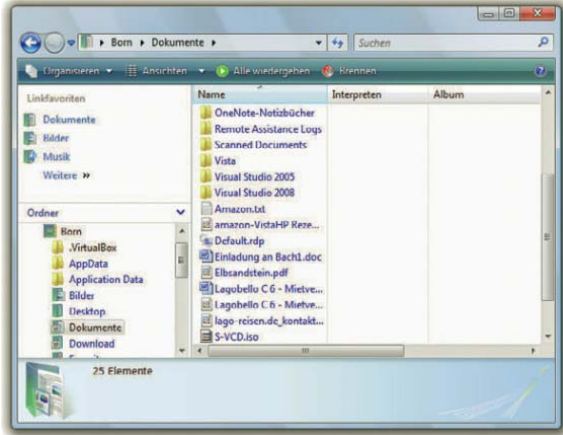 Born Dokumente
Suchen
Organisieren Ansichten Alle wiedergeben Brennen
Linkfavoriten
Dokumente
Bilder
Musik
Weitere »
Ordner
Born
.VirtualBox
AppData
Application Data
Bilder
Desktop
Dokumente
Download
Name Interpreten Album
OneNote-Notizbücher
Remote Assistance Logs
Scanned Documents
Vista
Visual Studio 2005
Visual Studio 2008
Amazon.txt
amazon-VistaHP Reze...
Default.rdp
Einladung an Bach1.doc
Elbsandstein.pdf
Lagobello C 6 - Mietve...
Lagobello C 6 - Mietve...
lago-reisen.de_kontakt...
S-VCD.iso
25 Elemente